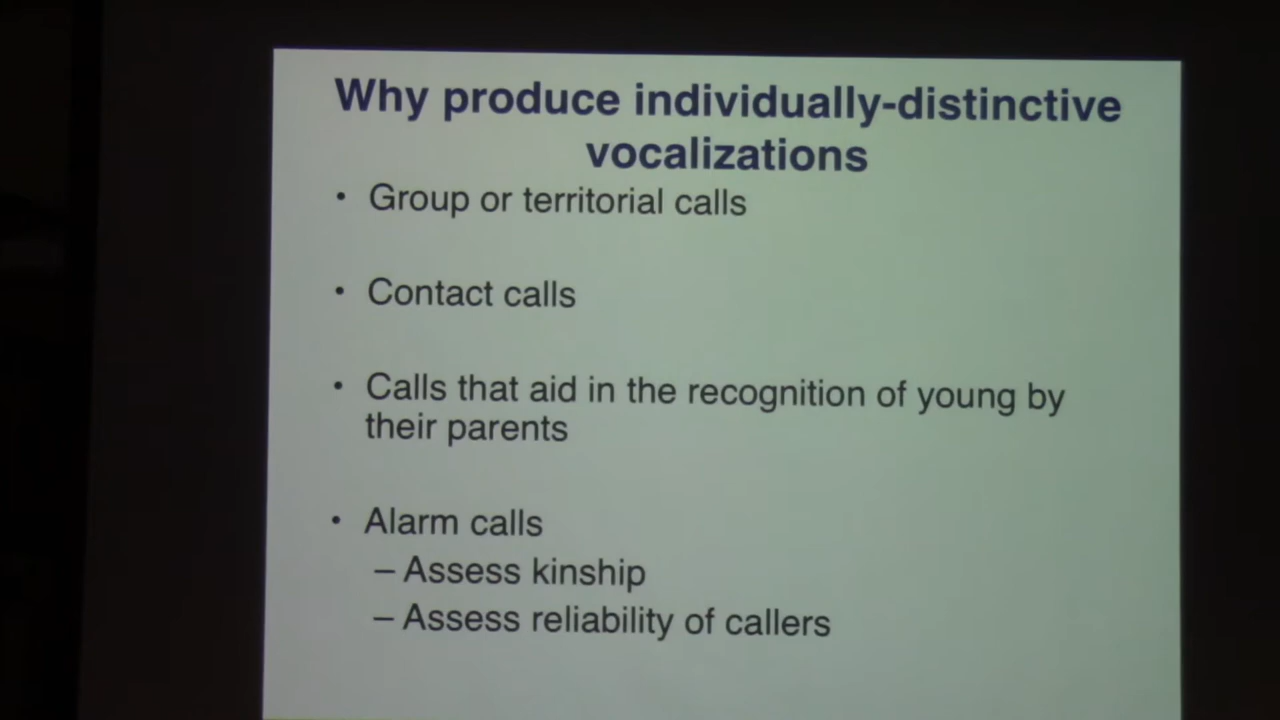 Why produce individually-distinctive
vocalizations
• Group or territorial calls
• Contact calls
• Calls that aid in the recognition of young by
their parents
• Alarm calls
– Assess kinship
– Assess reliability of callers